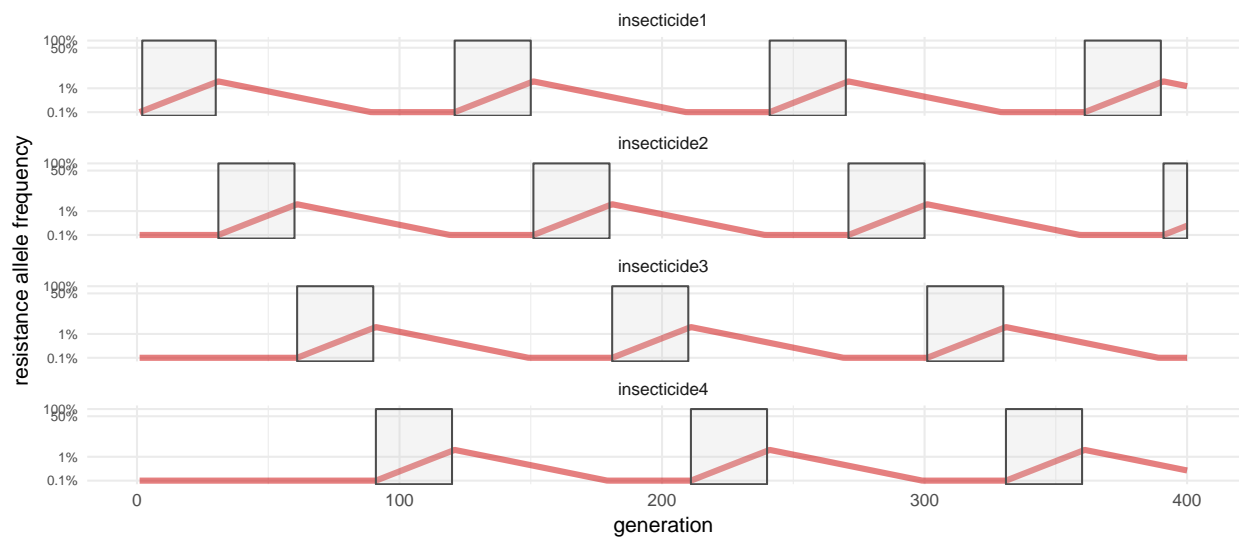 insecticide1
100%
50%
1%
0.1%
insecticide2
100%
50%
1%
0.1%
insecticide3
100%
50%
1%
0.1%
insecticide4
100%
50%
1%
0.1%
0 100 200 300 400
generation
resistance allele frequency